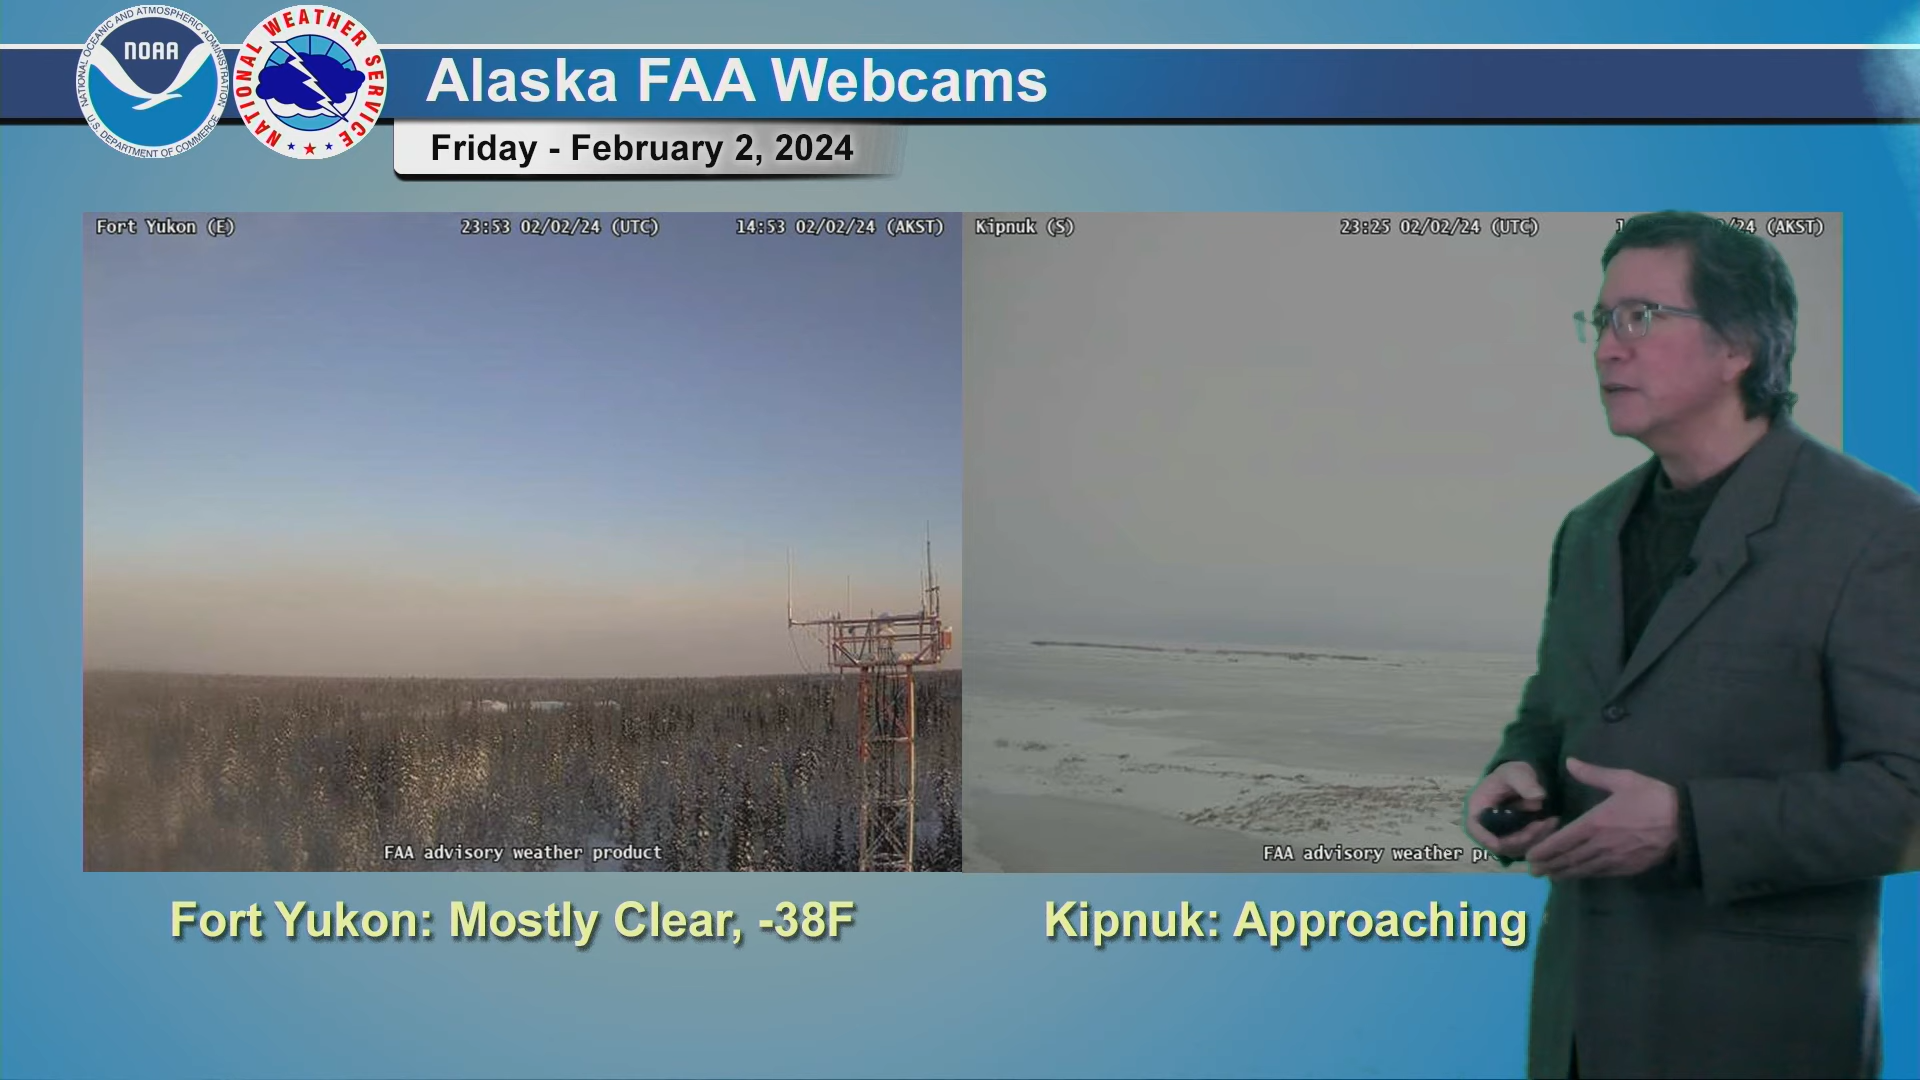 NATIONAL OCEANIC AND ATMOSPHERIC ADMINISTRATION
NOAA
U.S. DEPARTMENT OF COMMERCE
NATIONAL WEATHER SERVICE
Alaska FAA Webcams
Friday - February 2, 2024
Fort Yukon (E) 23:53 02/02/24 (UTC) 14:53 02/02/24 (AKST)
Kipnuk (S) 23:25 02/02/24 (UTC) /24 (AKST)
FAA advisory weather product
FAA advisory weather
Fort Yukon: Mostly Clear, -38F
Kipnuk: Approaching